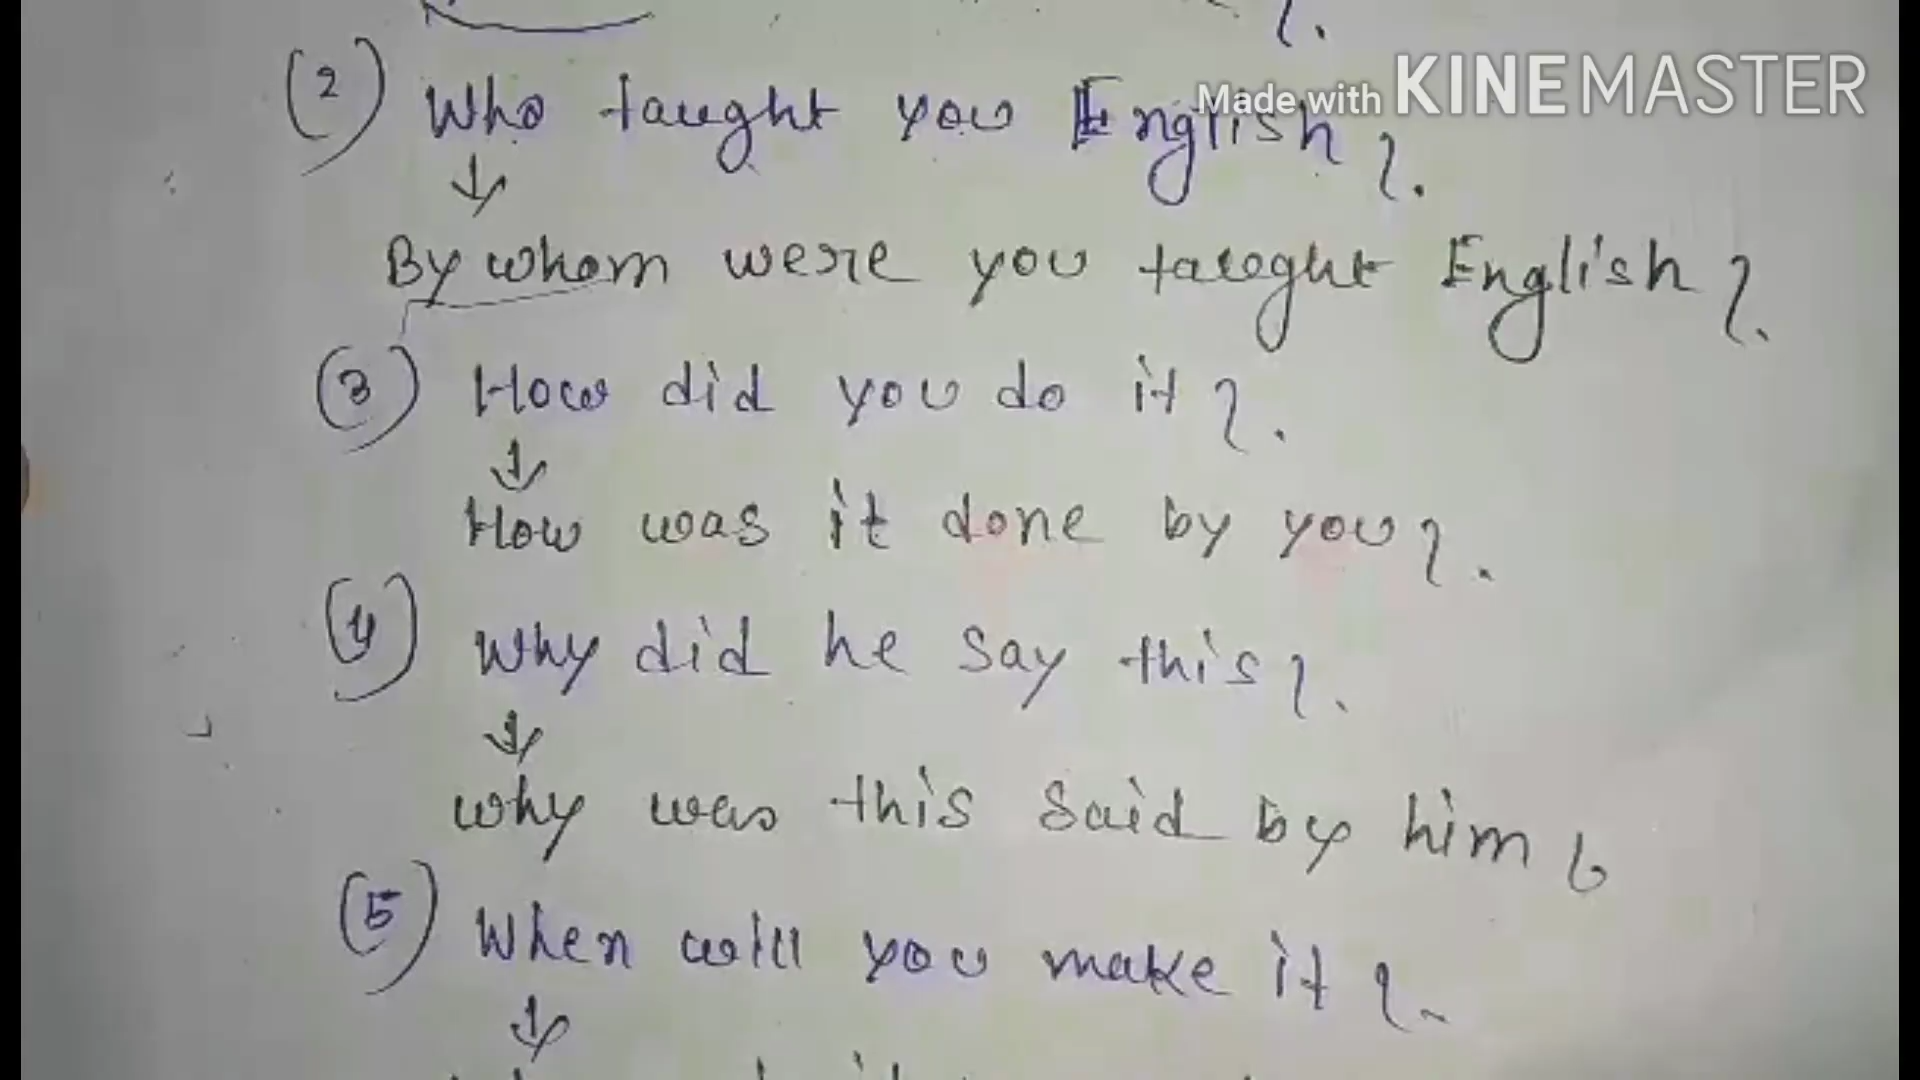 (2) Who taught you English?
Made with KINEMASTER
↓
By whom were you taught English?
(3) How did you do it?
↓
How was it done by you?
(4) Why did he say this?
↓
why was this said by him
(5) When will you make it?
↓